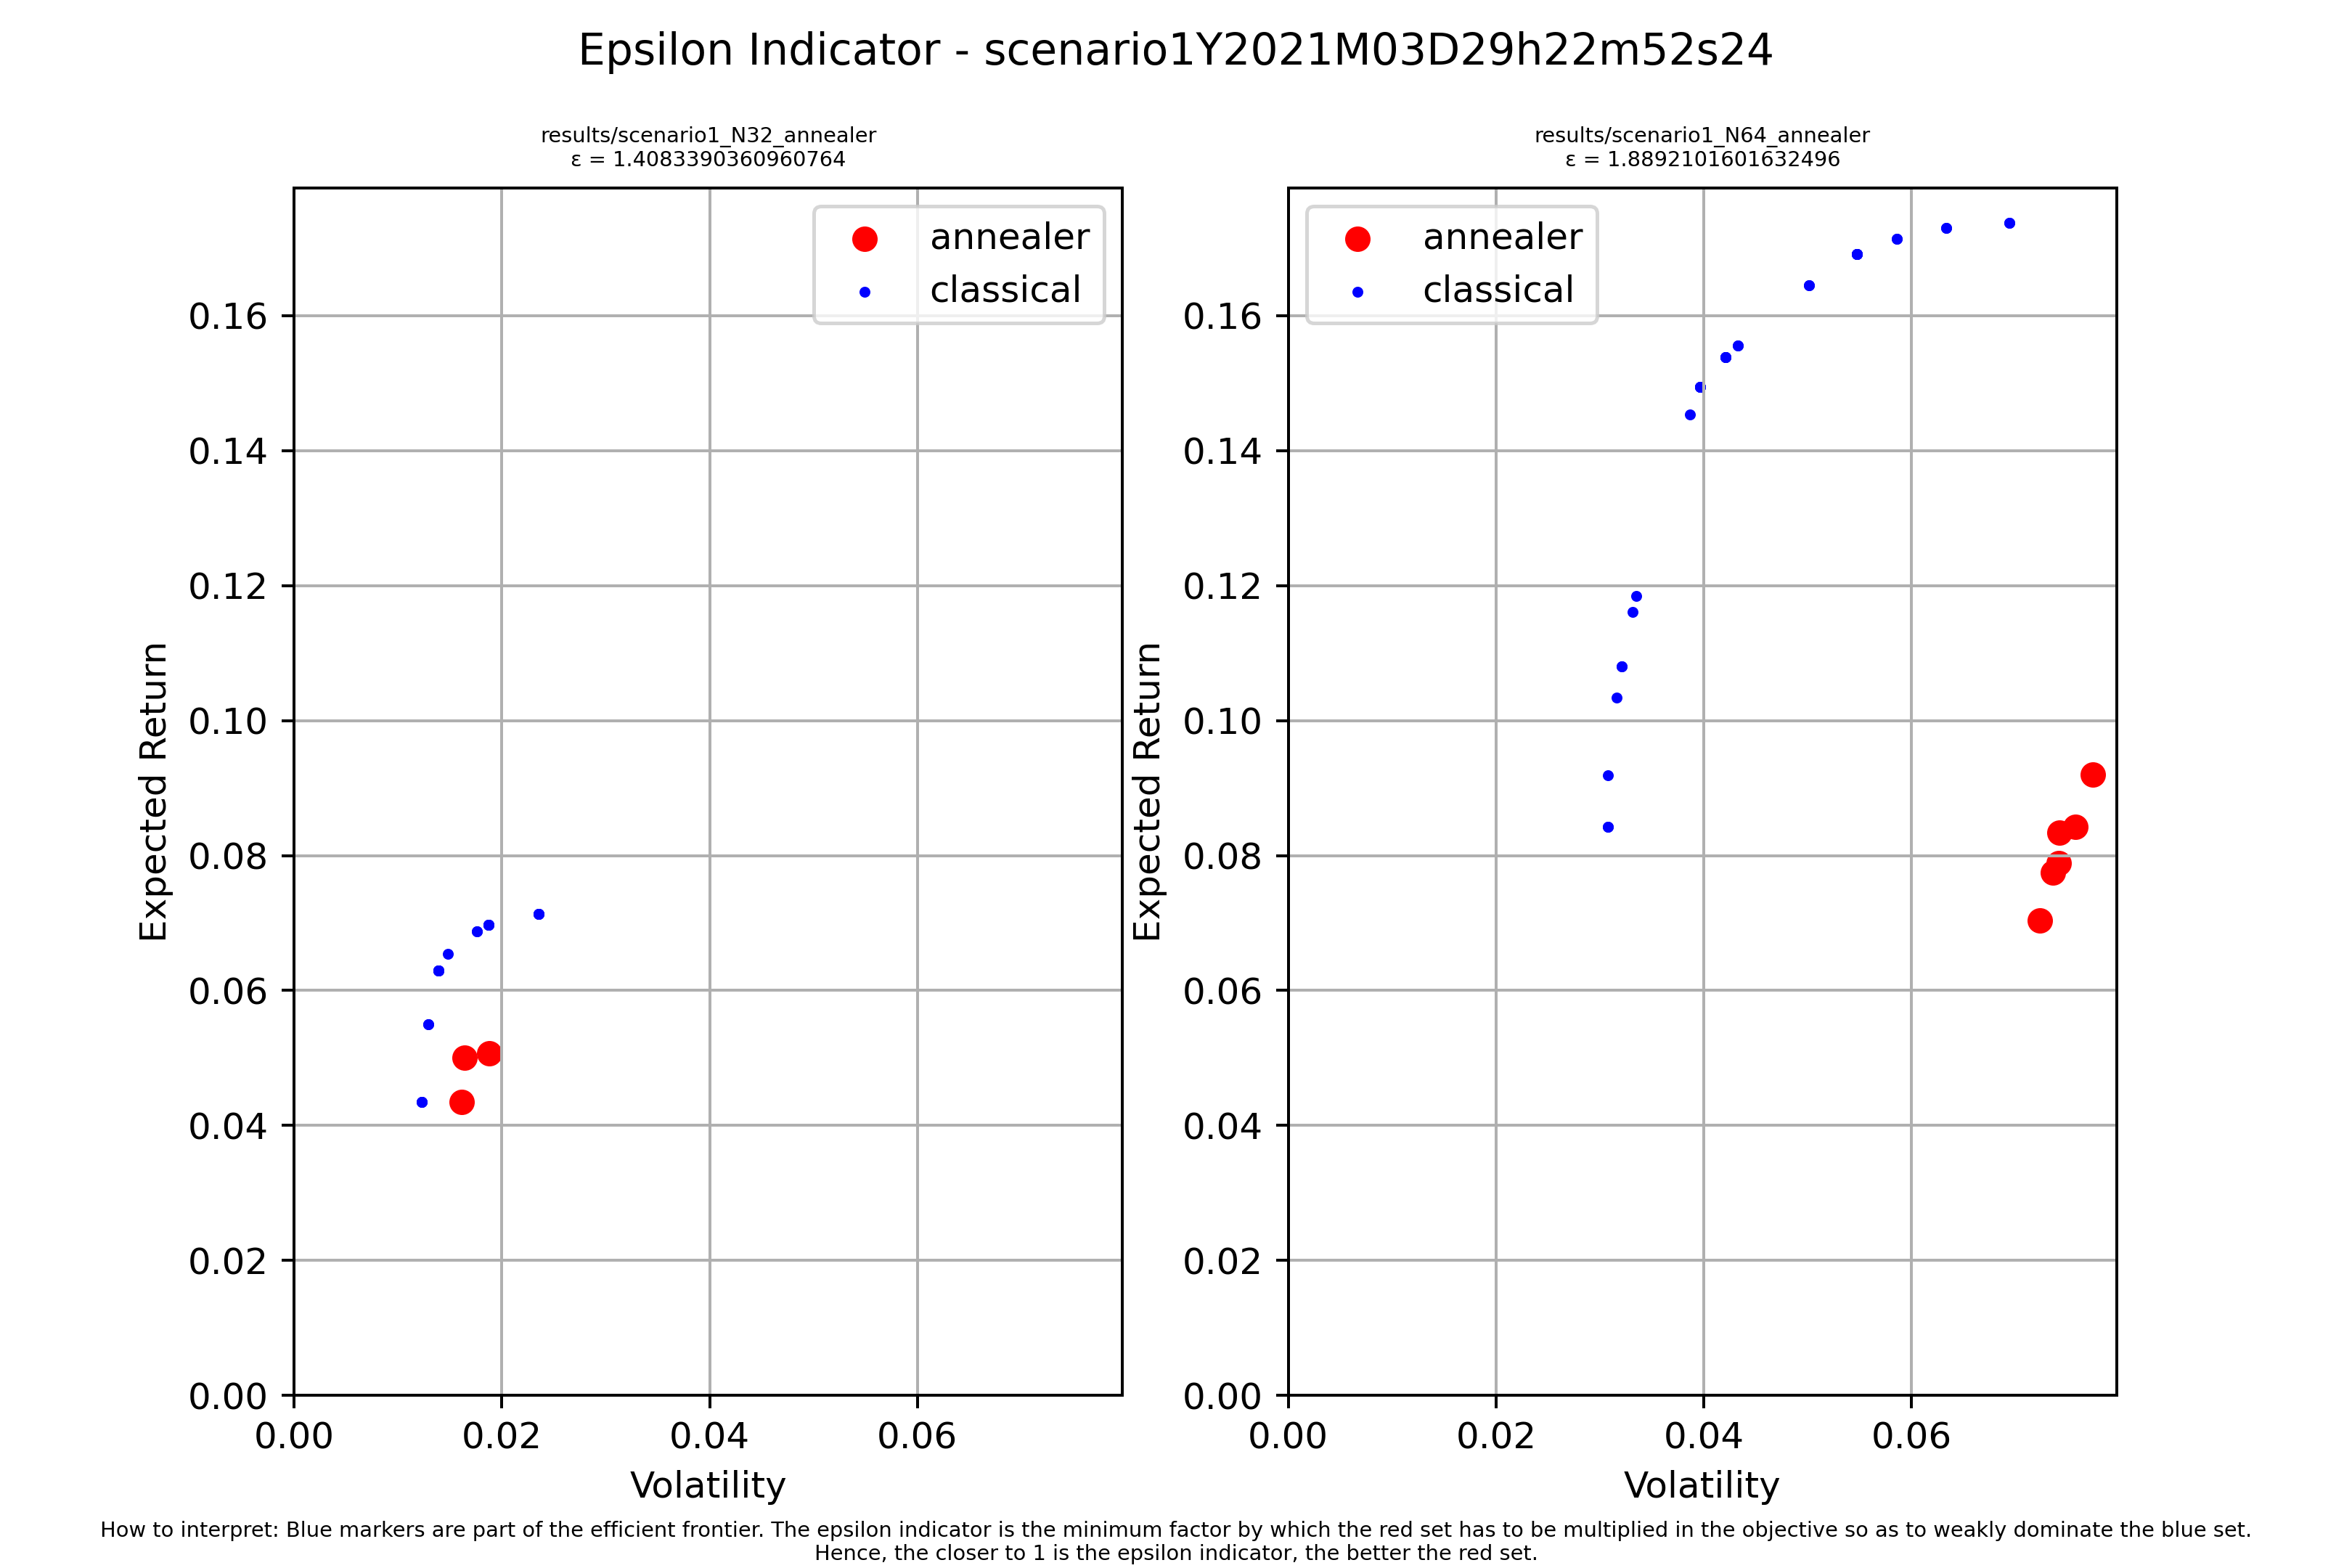 Epsilon Indicator - scenario1Y2021M03D29h22m52s24
results/scenario1_N32_annealer
ε = 1.4083390360960764
annealer
classical
0.16
0.14
0.12
0.10
0.08
0.06
0.04
0.02
0.00
Expected Return
0.00 0.02 0.04 0.06
Volatility
results/scenario1_N64_annealer
ε = 1.8892101601632496
annealer
classical
0.16
0.14
0.12
0.10
0.08
0.06
0.04
0.02
0.00
Expected Return
0.00 0.02 0.04 0.06
Volatility
How to interpret: Blue markers are part of the efficient frontier. The epsilon indicator is the minimum factor by which the red set has to be multiplied in the objective so as to weakly dominate the blue set.
Hence, the closer to 1 is the epsilon indicator, the better the red set.